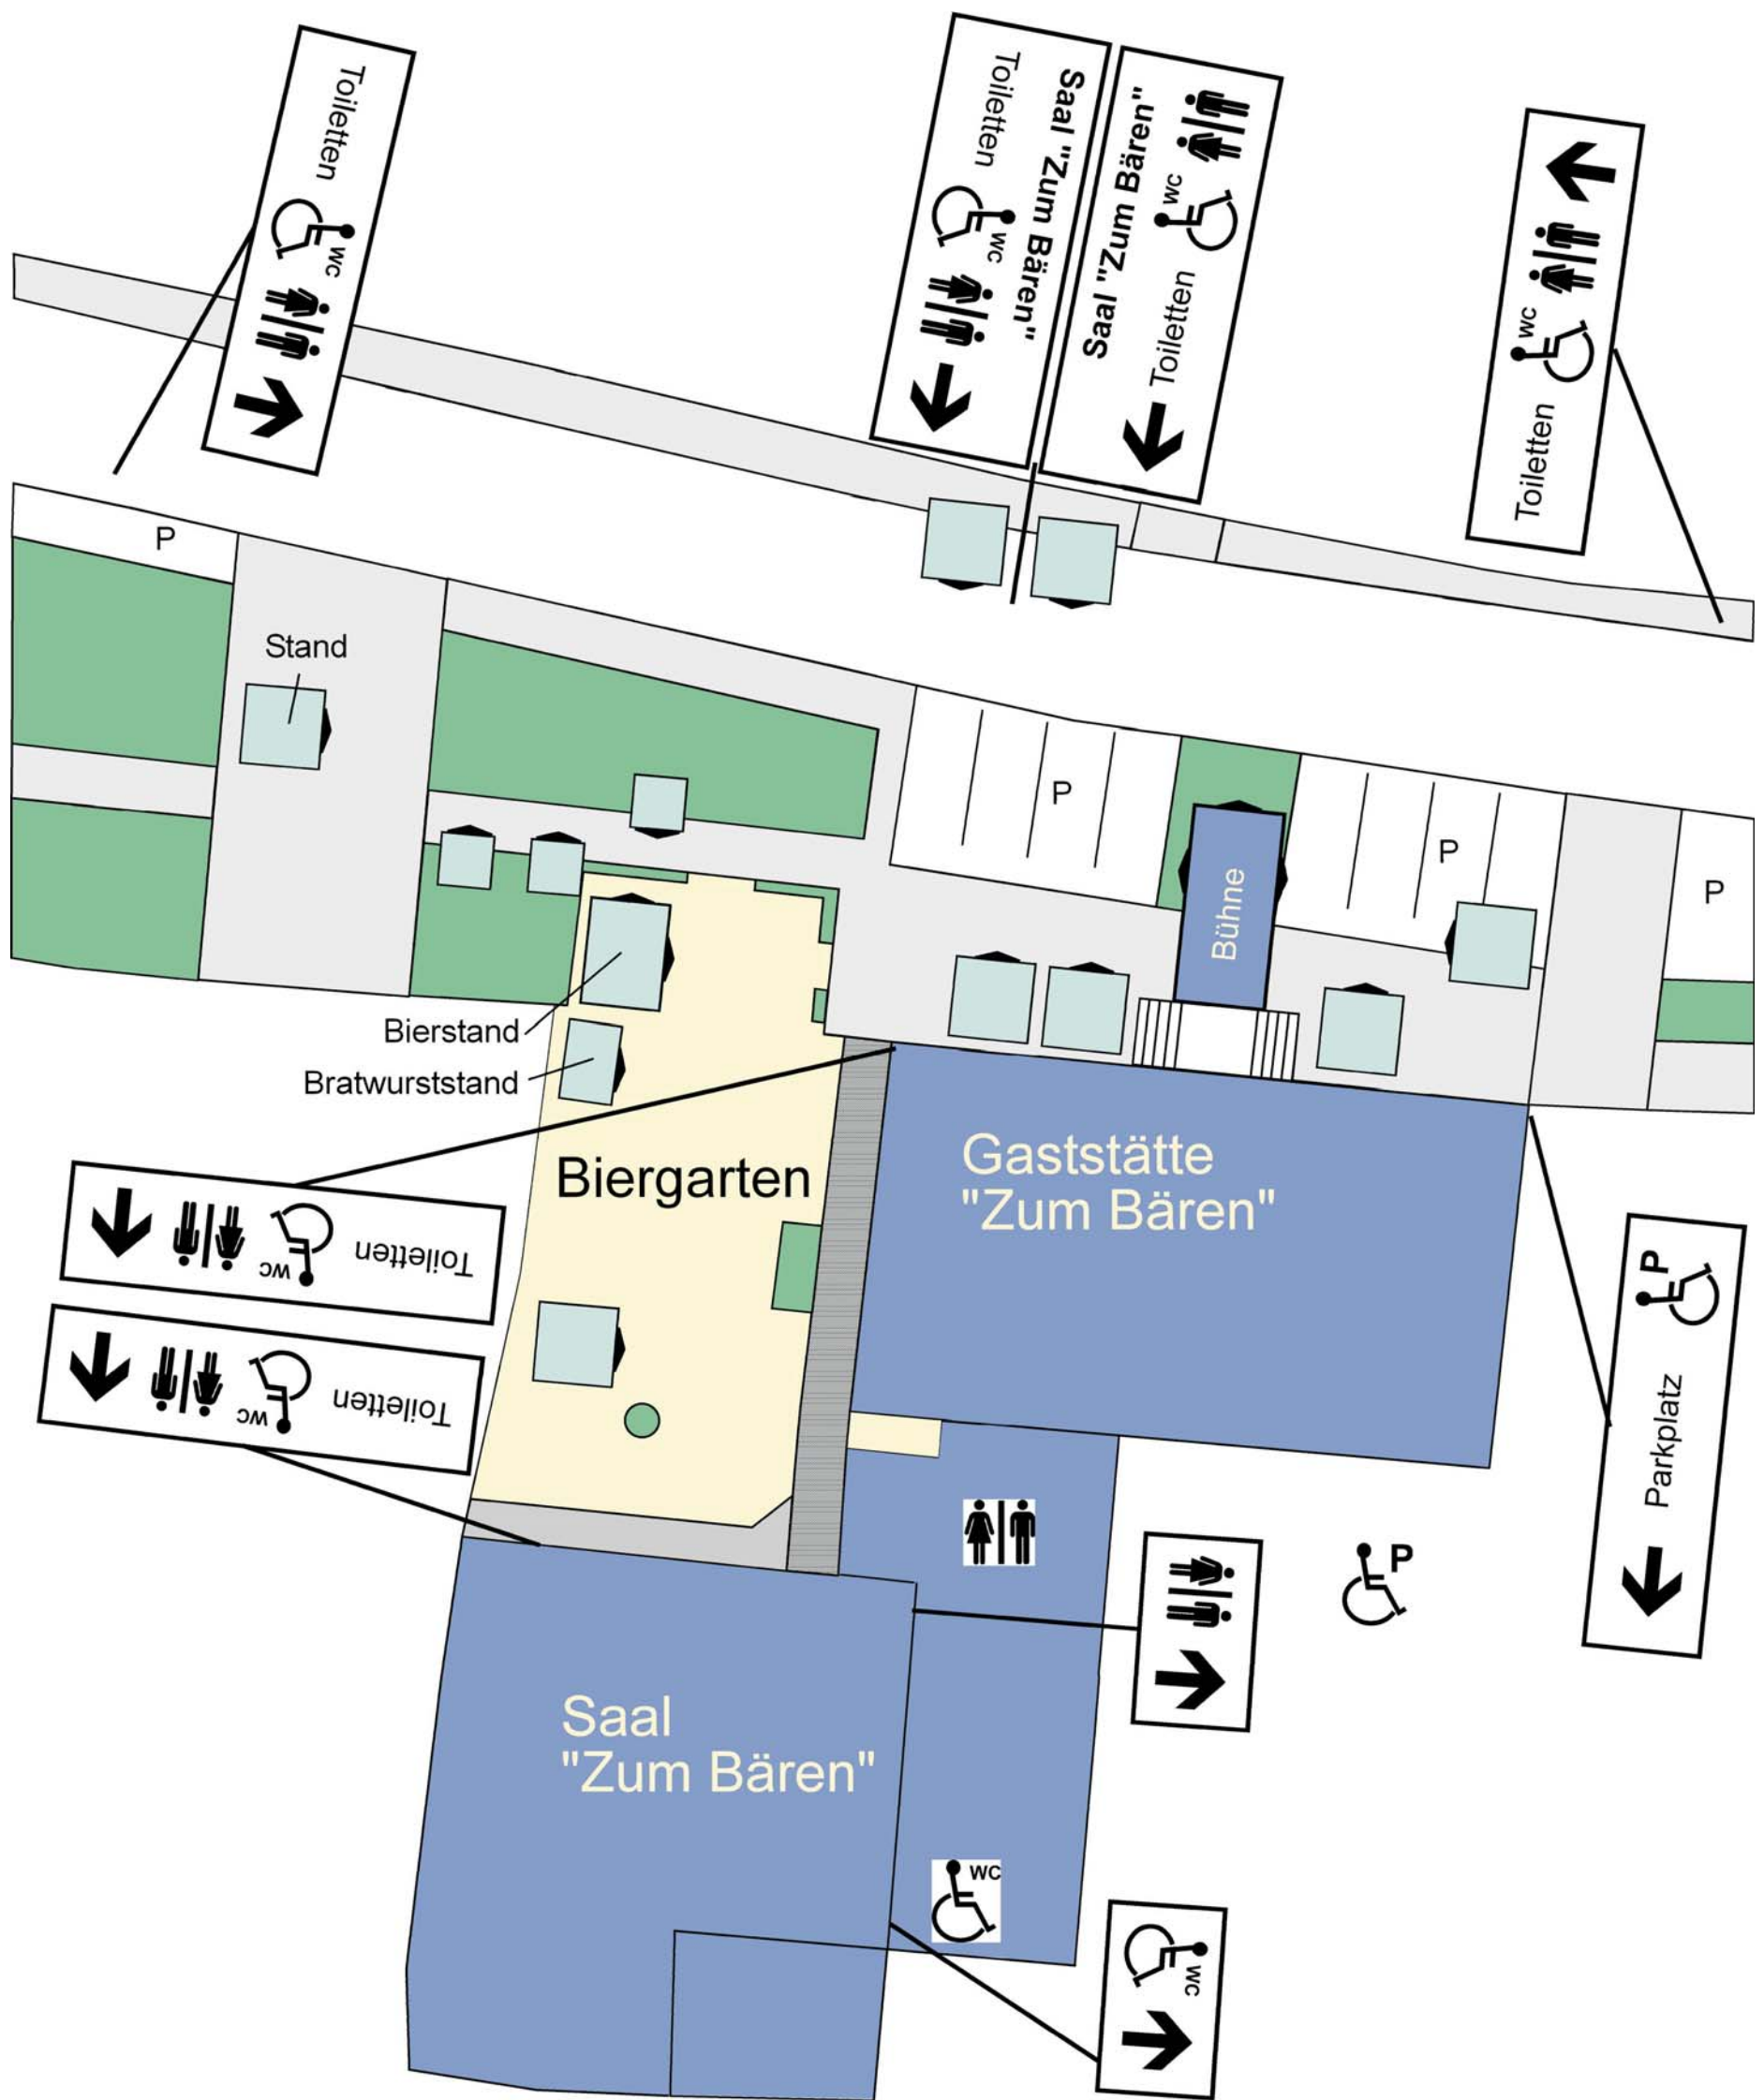 Toiletten
WC
Toiletten
WC
Saal "Zum Bären"
Saal "Zum Bären"
WC
Toiletten
WC
Toiletten
P
Stand
P
P
P
Bühne
Bierstand
Bratwurststand
Biergarten
Gaststätte
"Zum Bären"
Toiletten
WC
Toiletten
WC
P
Parkplatz
P
Saal
"Zum Bären"
WC
WC